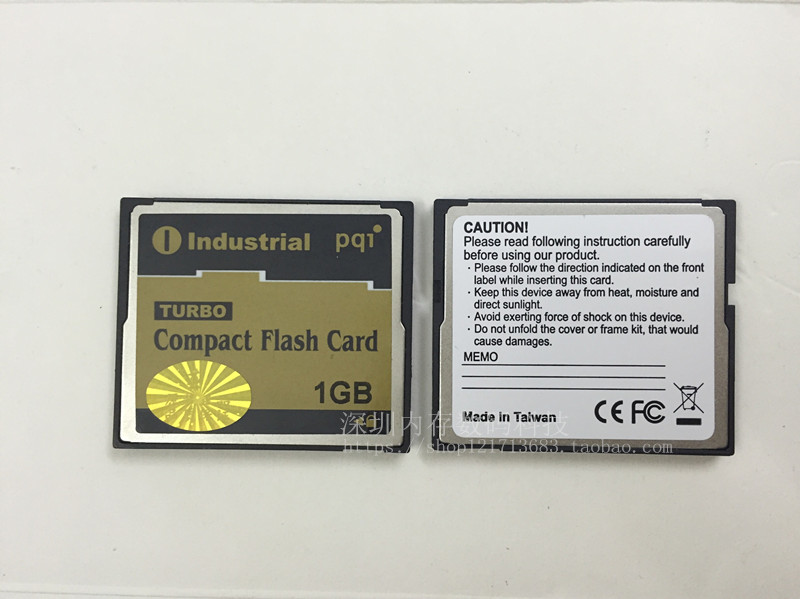 Industrial pqi
TURBO
Compact Flash Card
1GB
CAUTION!
Please read following instruction carefully
before using our product.
· Please follow the direction indicated on the front
label while inserting this card.
· Keep this device away from heat, moisture and
direct sunlight.
· Avoid exerting force of shock on this device.
· Do not unfold the cover or frame kit, that would
cause damages.
MEMO
Made in Taiwan CE FC
深圳内存数码科技
https://shop121713683.taobao.com